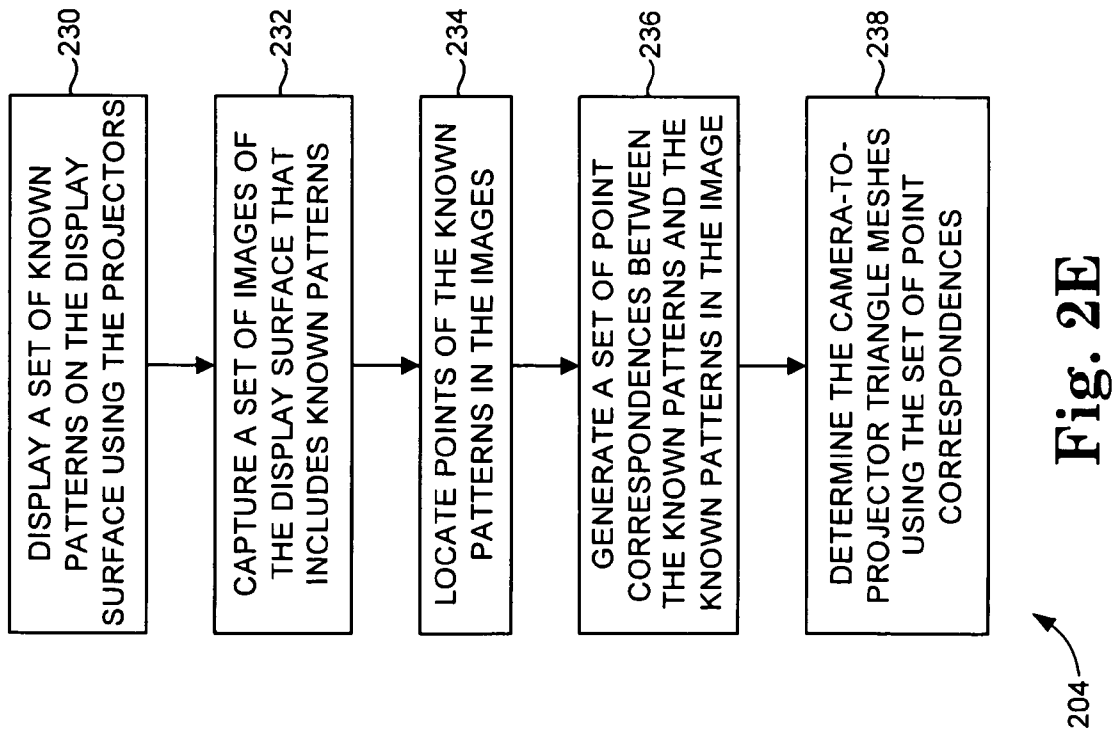 DISPLAY A SET OF KNOWN
PATTERNS ON THE DISPLAY
SURFACE USING THE PROJECTORS
230
CAPTURE A SET OF IMAGES OF
THE DISPLAY SURFACE THAT
INCLUDES KNOWN PATTERNS
232
LOCATE POINTS OF THE KNOWN
PATTERNS IN THE IMAGES
234
GENERATE A SET OF POINT
CORRESPONDENCES BETWEEN
THE KNOWN PATTERNS AND THE
KNOWN PATTERNS IN THE IMAGE
236
DETERMINE THE CAMERA-TO-
PROJECTOR TRIANGLE MESHES
USING THE SET OF POINT
CORRESPONDENCES
238
204
Fig. 2E